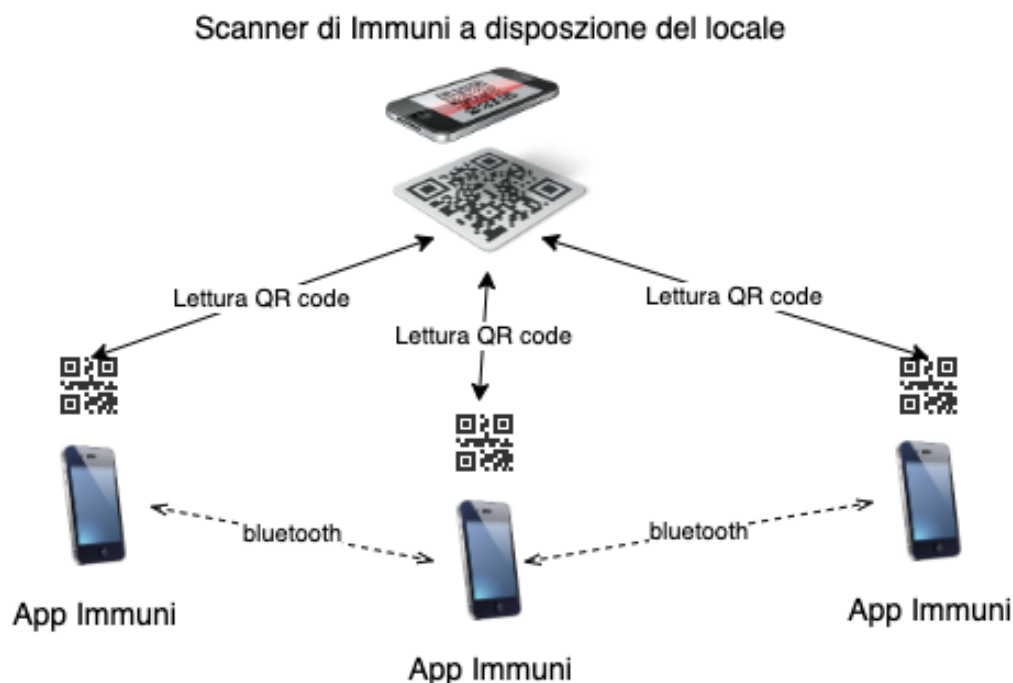 Scanner di Immuni a disposzione del locale
Lettura QR code
Lettura QR code
Lettura QR code
bluetooth
bluetooth
App Immuni
App Immuni
App Immuni